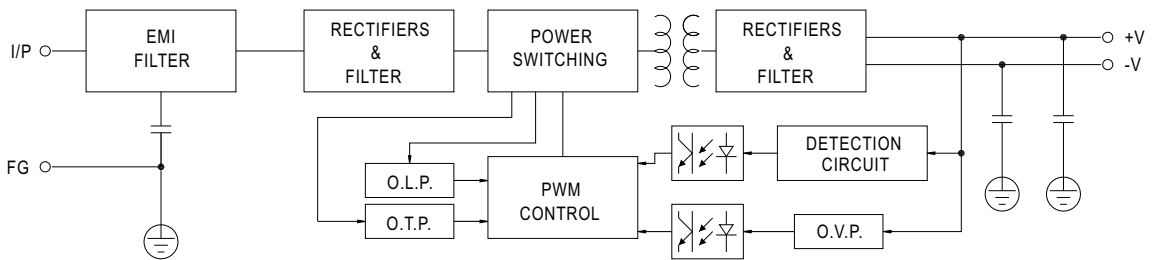 I/P
EMI
FILTER
RECTIFIERS
&
FILTER
POWER
SWITCHING
RECTIFIERS
&
FILTER
+V
-V
FG
O.L.P.
O.T.P.
PWM
CONTROL
DETECTION
CIRCUIT
O.V.P.